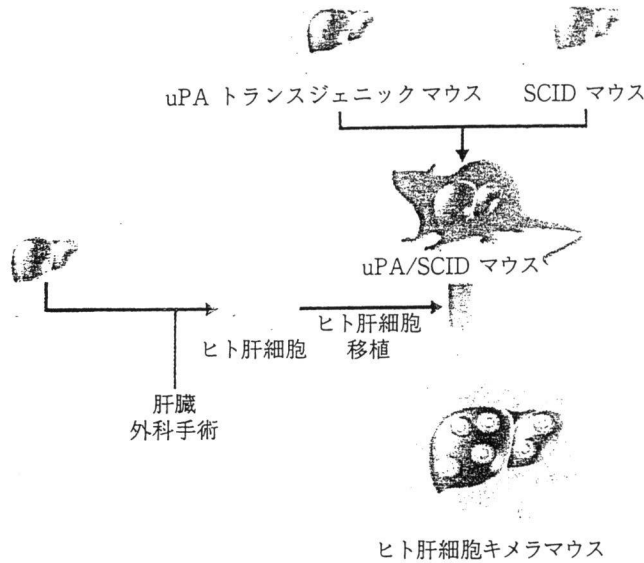 uPA トランスジェニックマウス
SCID マウス
uPA/SCID マウス
ヒト肝細胞
ヒト肝細胞
移植
肝臓
外科手術
ヒト肝細胞キメラマウス